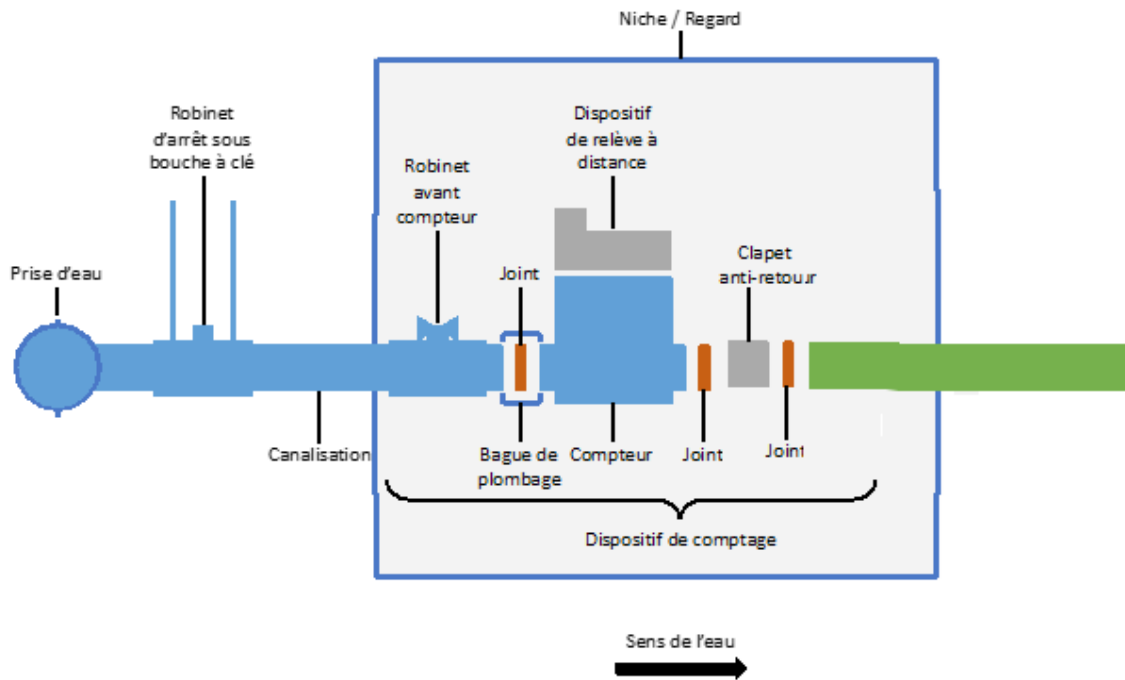 Niche / Regard
Robinet
d'arrêt sous
bouche à clé
Dispositif
de relève à
distance
Robinet
avant
compteur
Prise d'eau
Joint
Clapet
anti-retour
Canalisation
Bague de
plombage
Compteur
Joint
Joint
Dispositif de comptage
Sens de l'eau